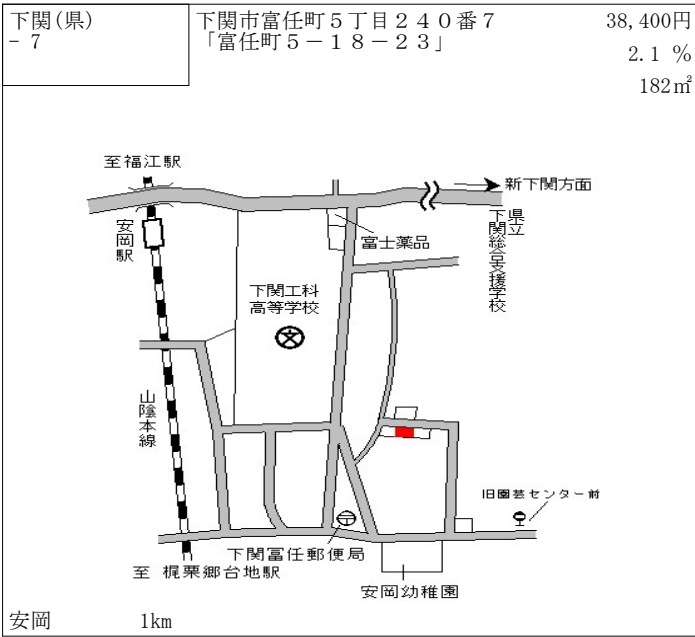 下関(県)
－7
下関市富任町５丁目２４０番７
「富任町５－１８－２３」
38,400円
2.1 %
182㎡
至福江駅
新下関方面
安岡駅
富士薬品
県立
下関総合支援学校
下関工科
高等学校
山陰本線
旧園芸センター前
下関富任郵便局
至 梶栗郷台地駅
安岡幼稚園
安岡 1km